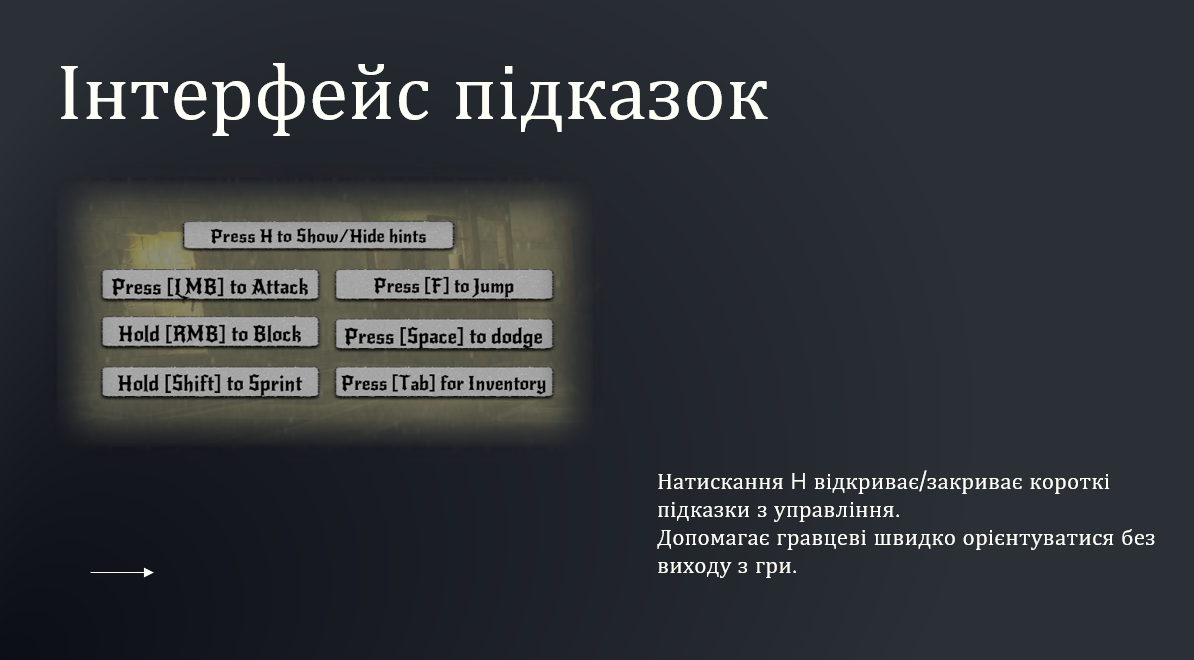 Інтерфейс підказок
Press H to Show/Hide hints
Press [LMB] to Attack
Press [F] to Jump
Hold [RMB] to Block
Press [Space] to dodge
Hold [Shift] to Sprint
Press [Tab] for Inventory
Натискання H відкриває/закриває короткі
підказки з управління.
Допомагає гравцеві швидко орієнтуватися без
виходу з гри.